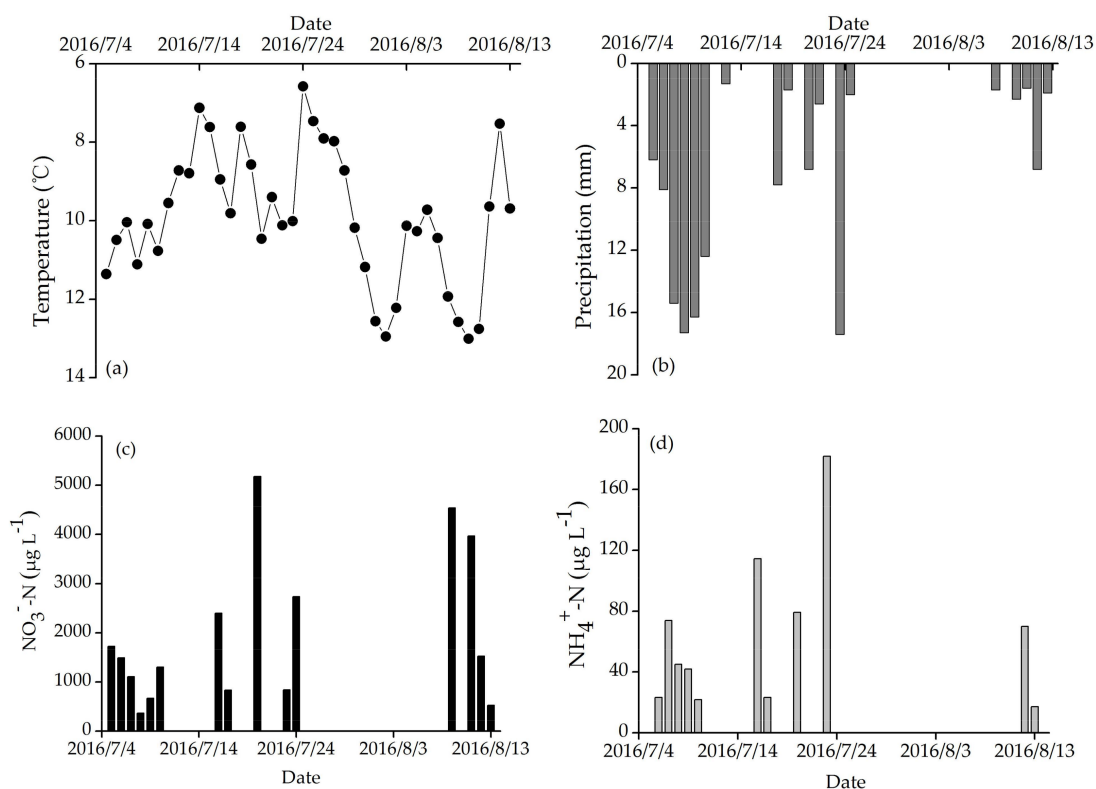 Date
2016/7/4 2016/7/14 2016/7/24 2016/8/3 2016/8/13
6
8
10
12
14
Temperature (℃)
(a)
Date
2016/7/4 2016/7/14 2016/7/24 2016/8/3 2016/8/13
0
4
8
12
16
20
Precipitation (mm)
(b)
6000
5000
4000
3000
2000
1000
0
NO3⁻-N (µg L⁻¹)
(c)
2016/7/4 2016/7/14 2016/7/24 2016/8/3 2016/8/13
Date
200
160
120
80
40
0
NH4⁺-N (µg L⁻¹)
(d)
2016/7/4 2016/7/14 2016/7/24 2016/8/3 2016/8/13
Date